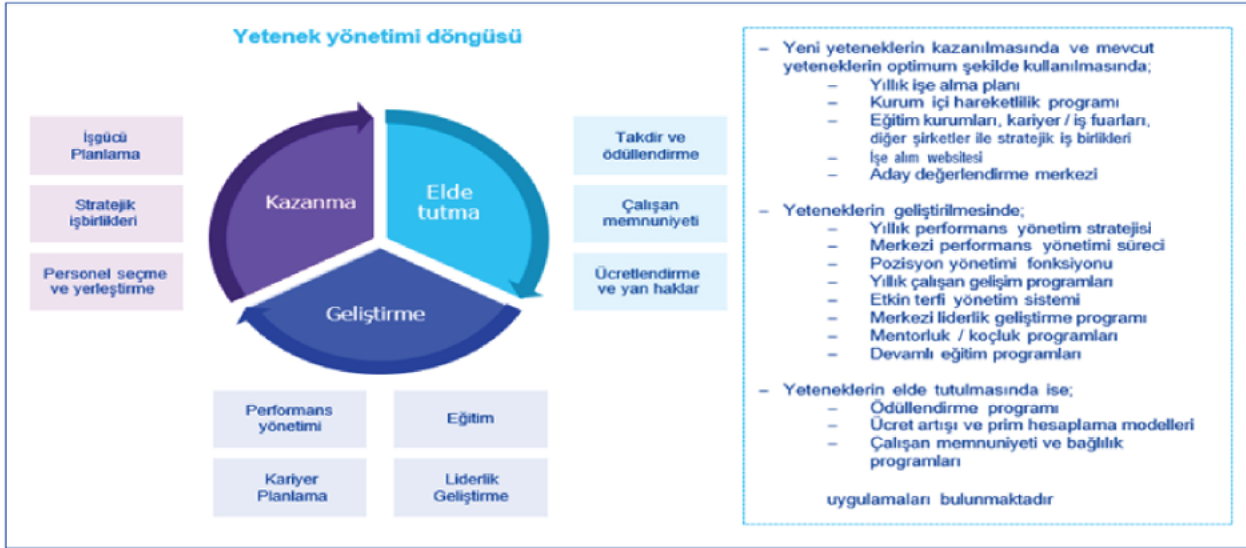 Yetenek yönetimi döngüsü
İşgücü
Planlama
Stratejik
işbirlikleri
Personel seçme
ve yerleştirme
Kazanma
Elde
tutma
Geliştirme
Takdir ve
ödüllendirme
Çalışan
memnuniyeti
Ücretlendirme
ve yan haklar
Performans
yönetimi
Eğitim
Kariyer
Planlama
Liderlik
Geliştirme
– Yeni yeteneklerin kazanılmasında ve mevcut
yeteneklerin optimum şekilde kullanılmasında;
– Yıllık işe alma planı
– Kurum içi hareketlilik programı
– Eğitim kurumları, kariyer / iş fuarları,
diğer şirketler ile stratejik iş birlikleri
– İşe alım websitesi
– Aday değerlendirme merkezi
– Yeteneklerin geliştirilmesinde;
– Yıllık performans yönetim stratejisi
– Merkezi performans yönetimi süreci
– Pozisyon yönetimi fonksiyonu
– Yıllık çalışan gelişim programları
– Etkin terfi yönetim sistemi
– Merkezi liderlik geliştirme programı
– Mentorluk / koçluk programları
– Devamlı eğitim programları
– Yeteneklerin elde tutulmasında ise;
– Ödüllendirme programı
– Ücret artışı ve prim hesaplama modelleri
– Çalışan memnuniyeti ve bağlılık
programları
uygulamaları bulunmaktadır